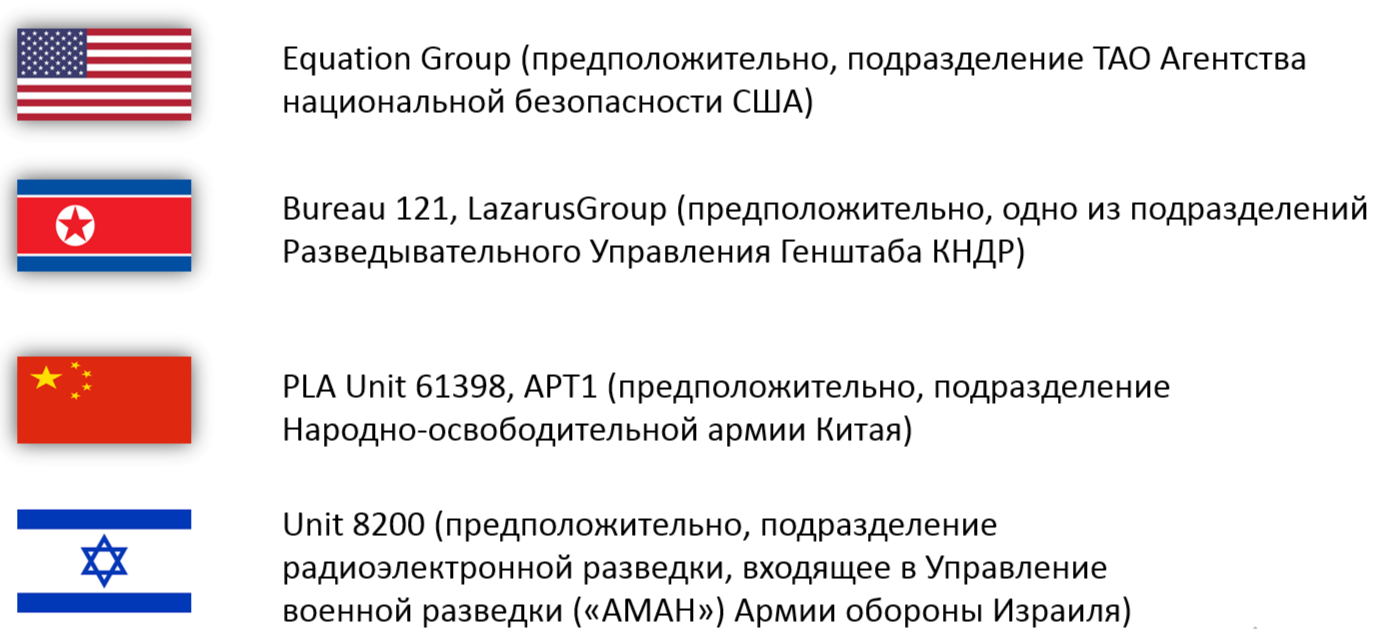 Equation Group (предположительно, подразделение ТАО Агентства
национальной безопасности США)
Bureau 121, LazarusGroup (предположительно, одно из подразделений
Разведывательного Управления Генштаба КНДР)
PLA Unit 61398, APT1 (предположительно, подразделение
Народно-освободительной армии Китая)
Unit 8200 (предположительно, подразделение
радиоэлектронной разведки, входящее в Управление
военной разведки («АМАН») Армии обороны Израиля)